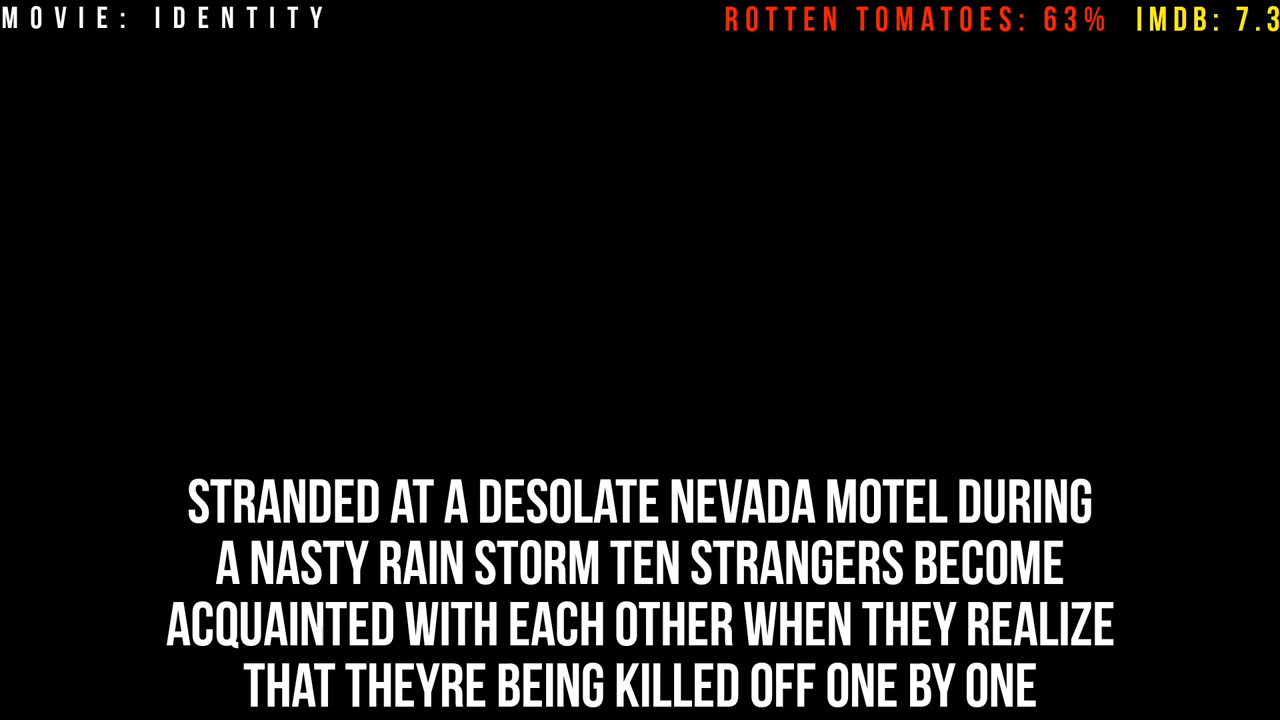 MOVIE: IDENTITY
ROTTEN TOMATOES: 63% IMDB: 7.3
STRANDED AT A DESOLATE NEVADA MOTEL DURING
A NASTY RAIN STORM TEN STRANGERS BECOME
ACQUAINTED WITH EACH OTHER WHEN THEY REALIZE
THAT THEYRE BEING KILLED OFF ONE BY ONE